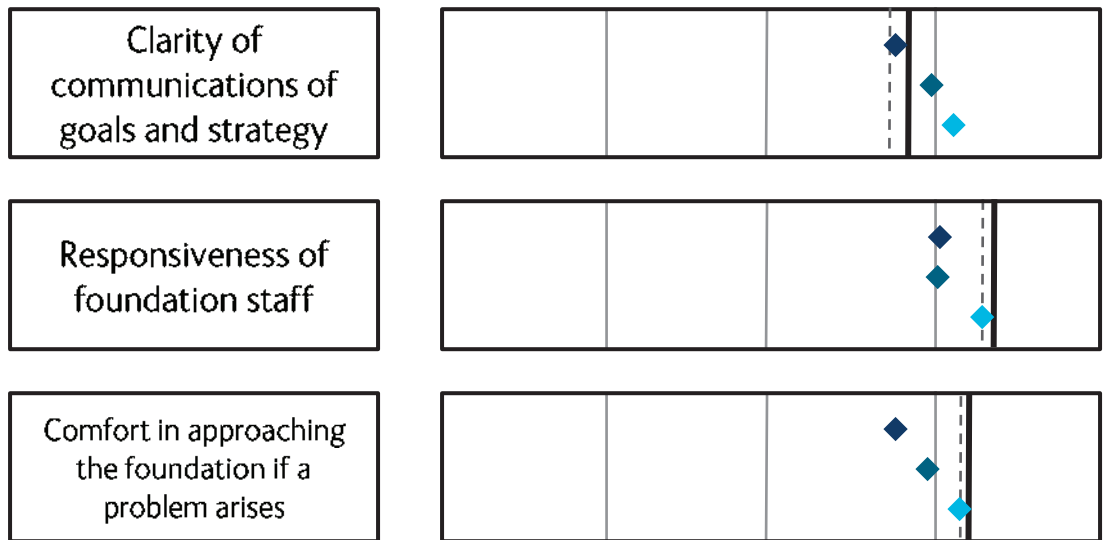 Clarity of
communications of
goals and strategy
Responsiveness of
foundation staff
Comfort in approaching
the foundation if a
problem arises